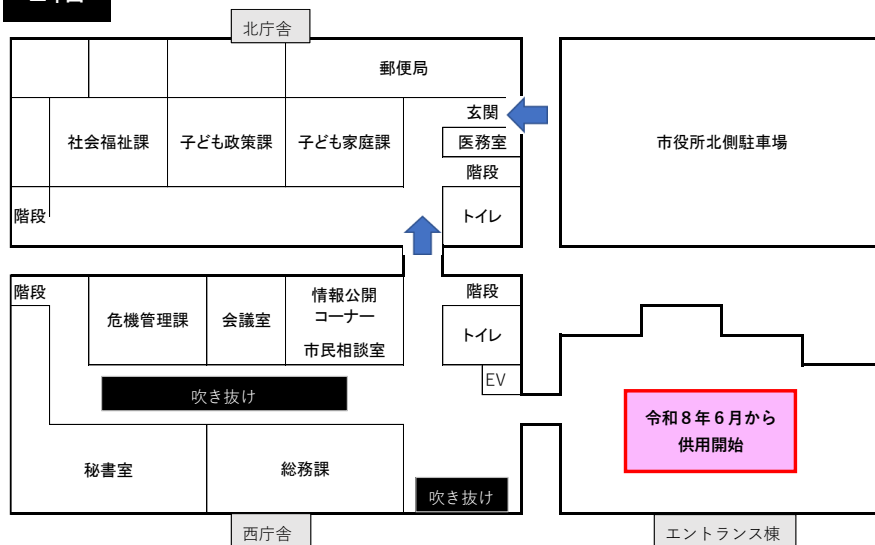 北庁舎
郵便局
玄関
社会福祉課
子ども政策課
子ども家庭課
医務室
市役所北側駐車場
階段
階段
トイレ
階段
危機管理課
会議室
情報公開
コーナー
市民相談室
階段
トイレ
EV
吹き抜け
令和8年6月から
供用開始
秘書室
総務課
吹き抜け
西庁舎
エントランス棟